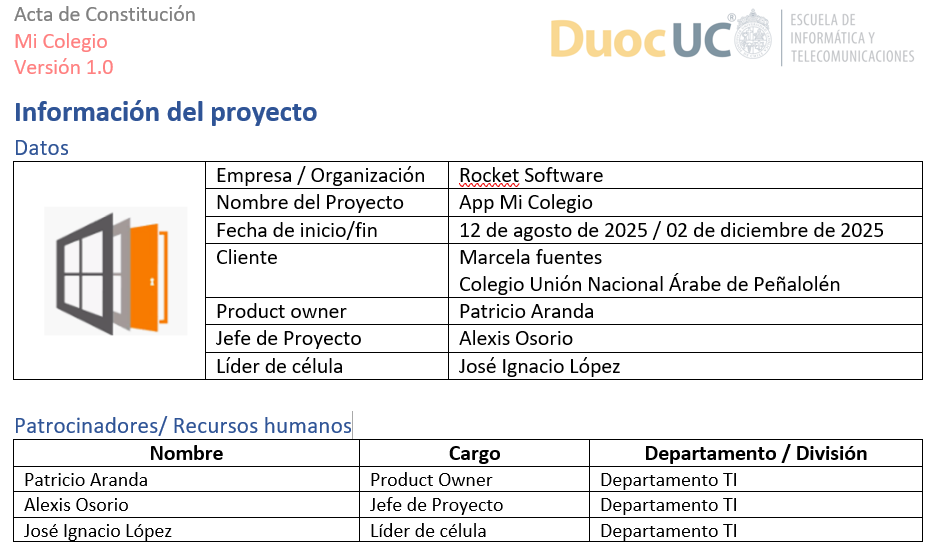 Acta de Constitución
Mi Colegio
Versión 1.0
DuocUC®
ESCUELA DE
INFORMÁTICA Y
TELECOMUNICACIONES
Información del proyecto
Datos
Empresa / Organización Rocket Software
Nombre del Proyecto App Mi Colegio
Fecha de inicio/fin 12 de agosto de 2025 / 02 de diciembre de 2025
Cliente Marcela fuentes
Colegio Unión Nacional Árabe de Peñalolén
Product owner Patricio Aranda
Jefe de Proyecto Alexis Osorio
Líder de célula José Ignacio López
Patrocinadores/ Recursos humanos
Nombre Cargo Departamento / División
Patricio Aranda Product Owner Departamento TI
Alexis Osorio Jefe de Proyecto Departamento TI
José Ignacio López Líder de célula Departamento TI